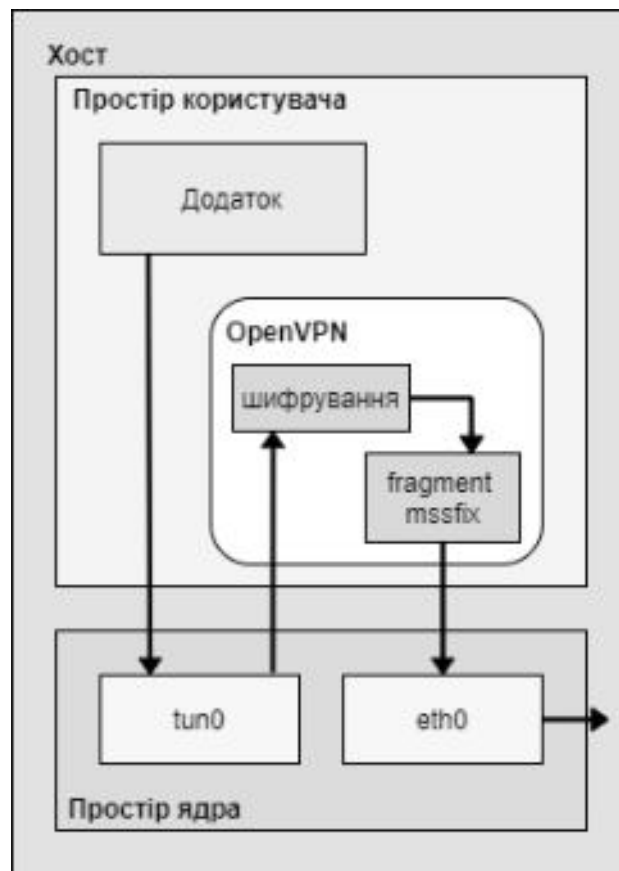 Хост
Простір користувача
Додаток
OpenVPN
шифрування
fragment
mssfix
tun0
eth0
Простір ядра